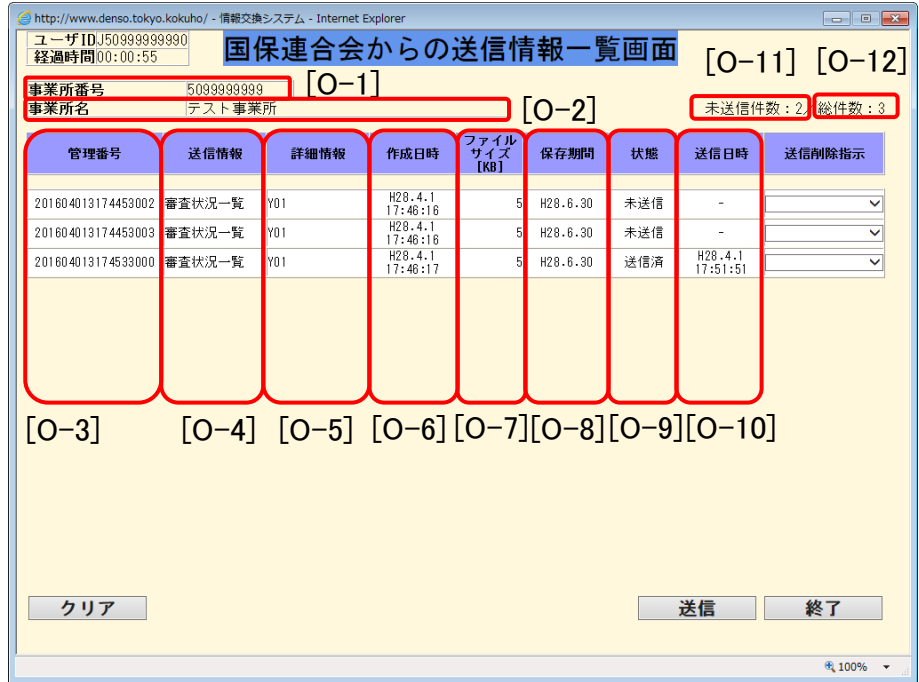 http://www.denso.tokyo.kokuho/ - 情報交換システム - Internet Explorer
ユーザID J50999999990
経過時間 00:00:55
国保連合会からの送信情報一覧画面
[O-11] [O-12]
事業所番号 5099999999 [O-1]
事業所名 テスト事業所 [O-2] 未送信件数:2/総件数:3
管理番号 送信情報 詳細情報 作成日時 ファイルサイズ[KB] 保存期間 状態 送信日時 送信削除指示
201604013174453002 審査状況一覧 Y01 H28.4.1 17:46:16 5 H28.6.30 未送信 -
201604013174453003 審査状況一覧 Y01 H28.4.1 17:46:16 5 H28.6.30 未送信 -
201604013174533000 審査状況一覧 Y01 H28.4.1 17:46:17 5 H28.6.30 送信済 H28.4.1 17:51:51
[O-3] [O-4] [O-5] [O-6] [O-7] [O-8] [O-9] [O-10]
クリア 送信 終了
100%